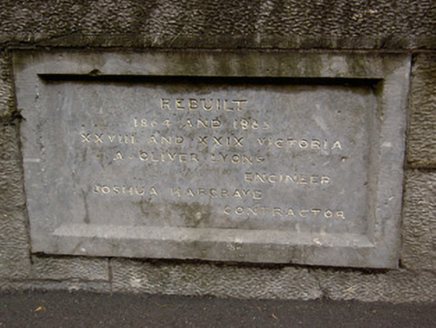 REBUILT
1864 AND 1865
XXVIII AND XXIX VICTORIA
A. OLIVER LYONS
ENGINEER
JOSHUA HARGRAVE
CONTRACTOR